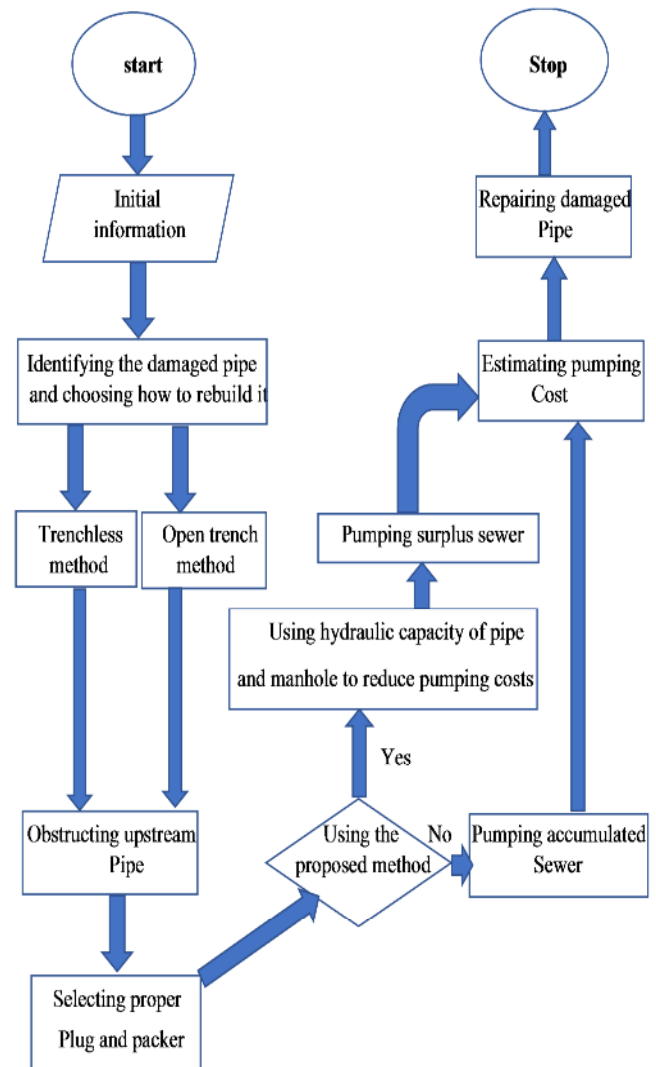 start
Initial
information
Identifying the damaged pipe
and choosing how to rebuild it
Trenchless
method
Open trench
method
Obstructing upstream
Pipe
Selecting proper
Plug and packer
Using the
proposed method
Yes
No
Using hydraulic capacity of pipe
and manhole to reduce pumping costs
Pumping surplus sewer
Pumping accumulated
Sewer
Estimating pumping
Cost
Repairing damaged
Pipe
Stop